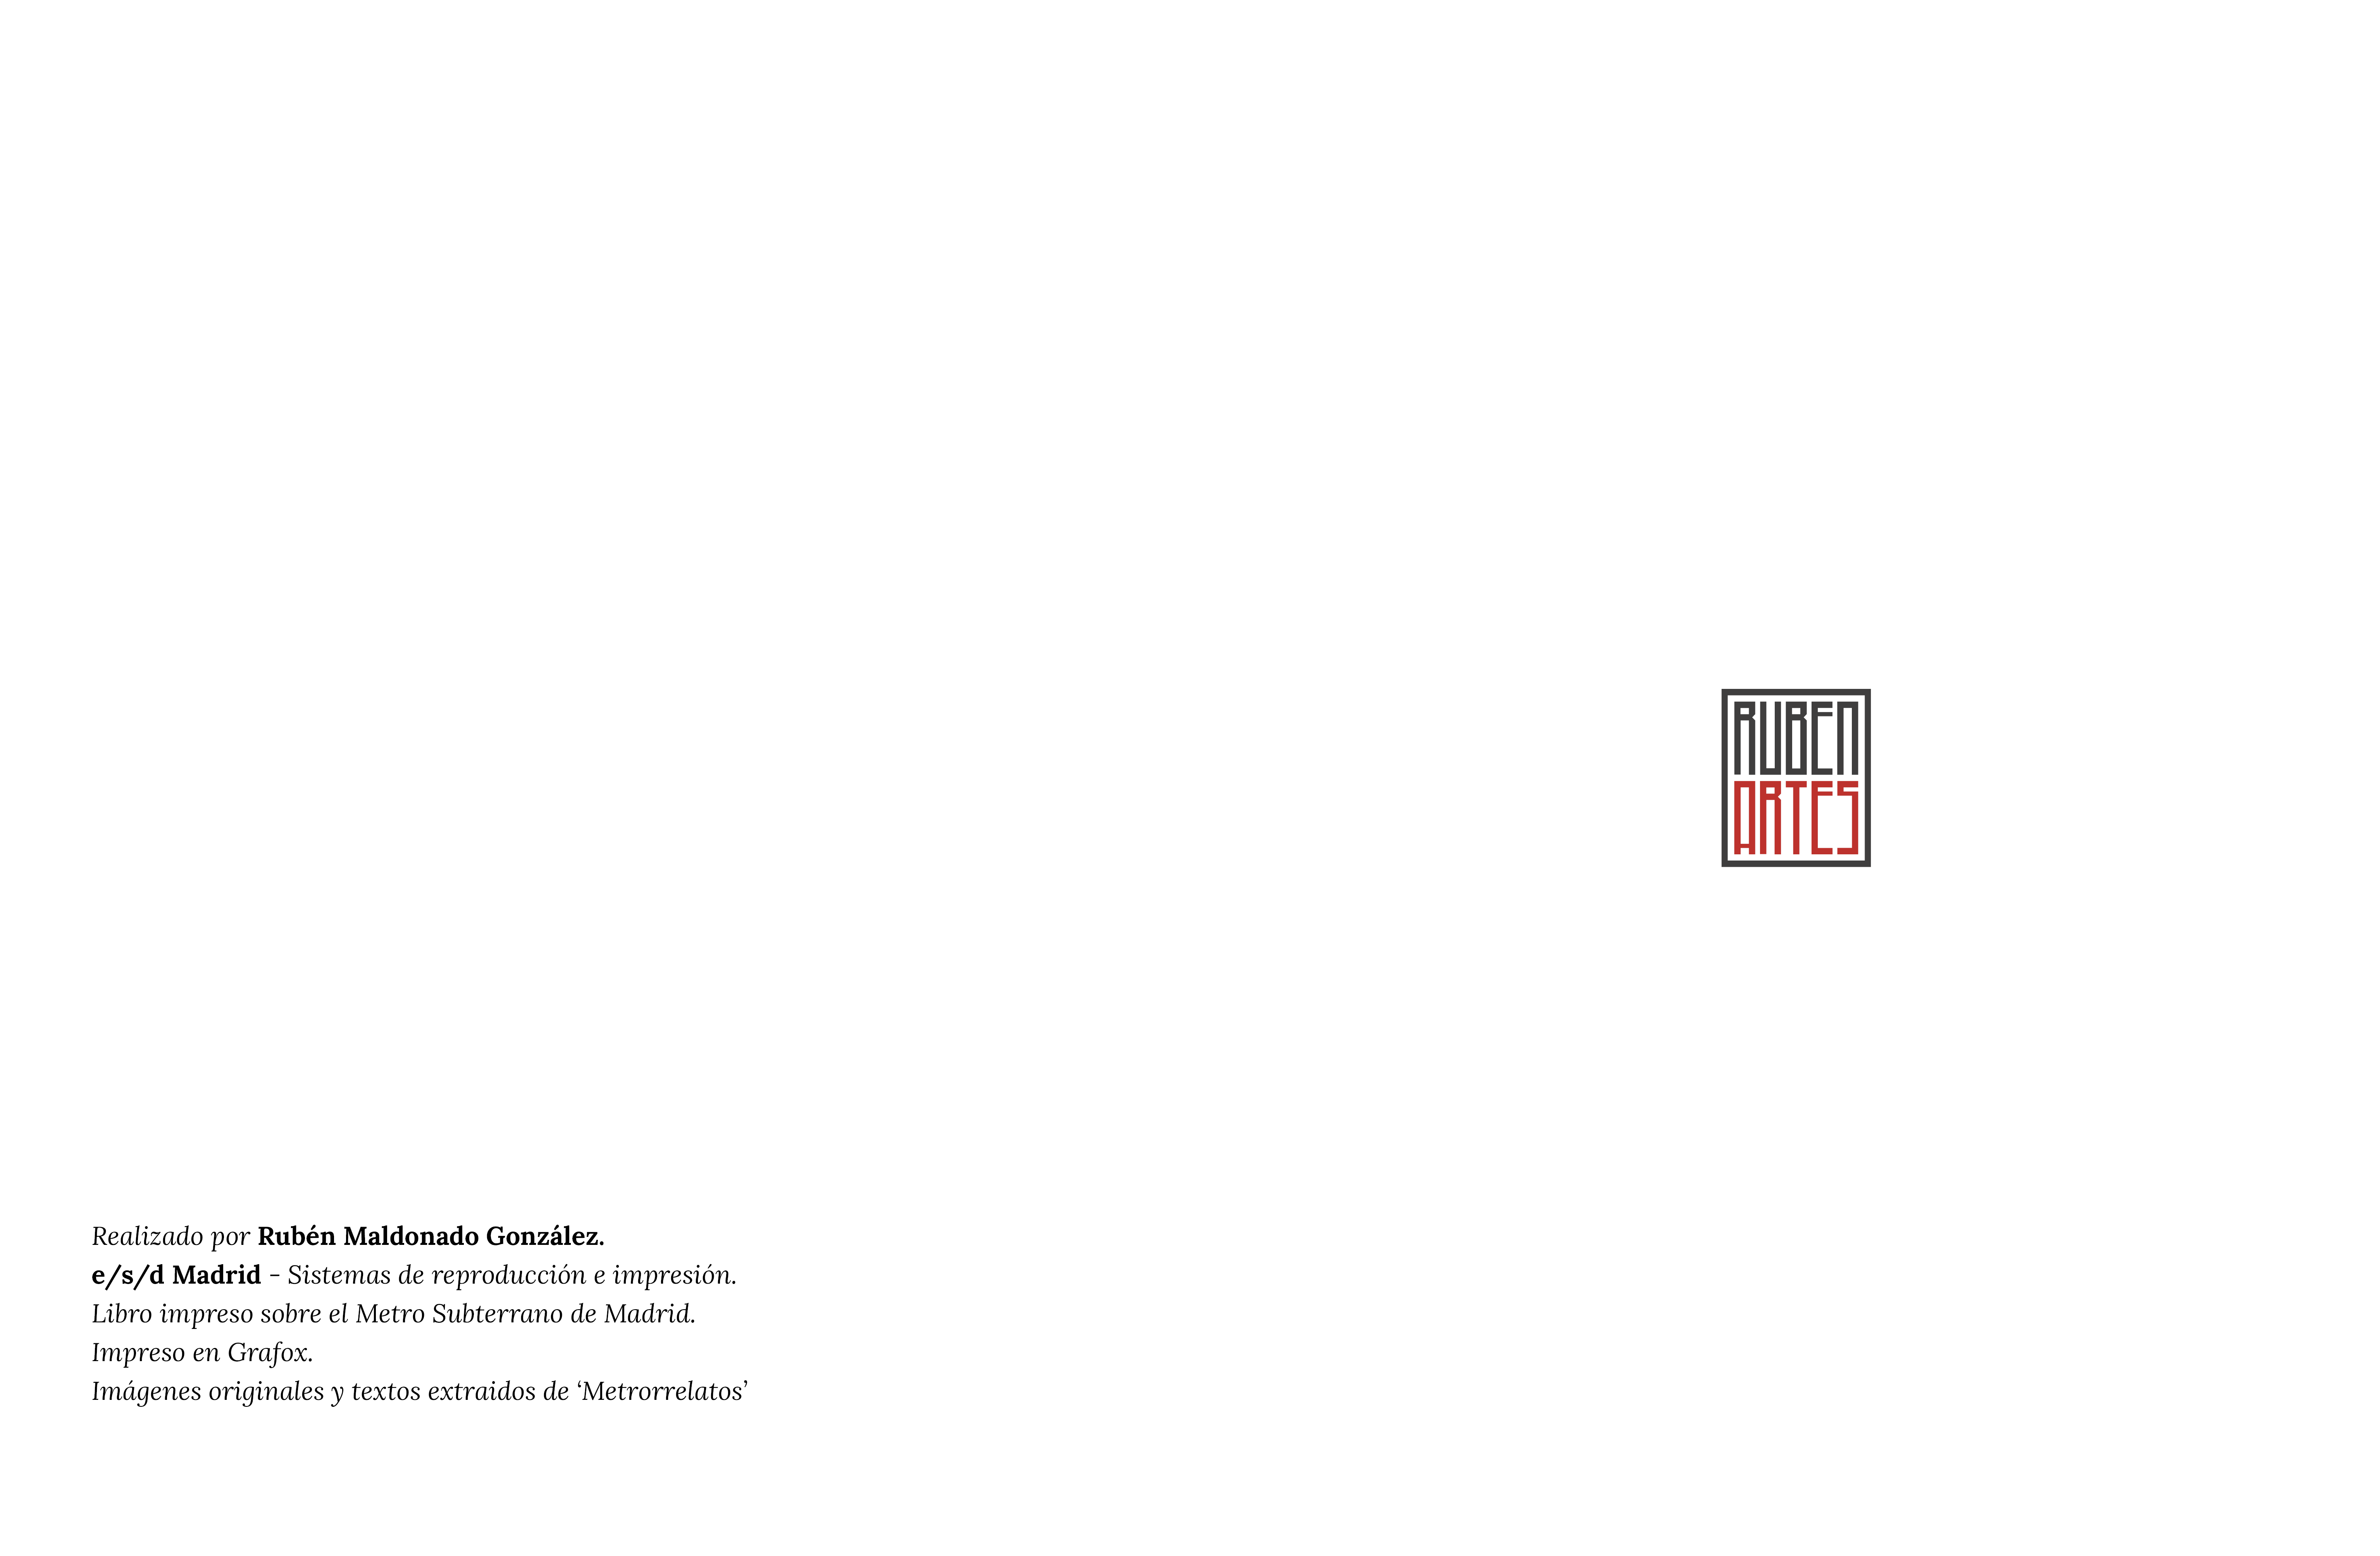 Realizado por Rubén Maldonado González.
e/s/d Madrid - Sistemas de reproducción e impresión.
Libro impreso sobre el Metro Subterrano de Madrid.
Impreso en Grafox.
Imágenes originales y textos extraidos de ‘Metrorrelatos’
RUBEN
ARTES